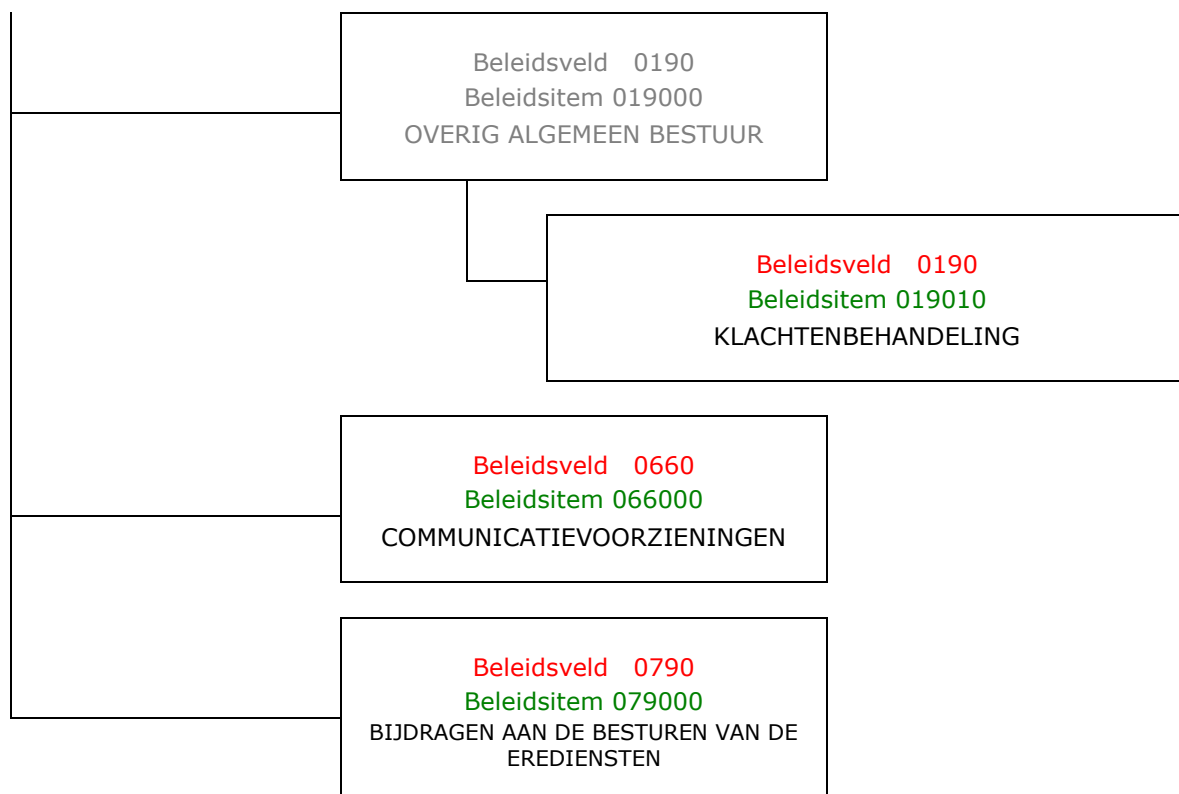 Beleidsveld 0190
Beleidsitem 019000
OVERIG ALGEMEEN BESTUUR
Beleidsveld 0190
Beleidsitem 019010
KLACHTENBEHANDELING
Beleidsveld 0660
Beleidsitem 066000
COMMUNICATIEVOORZIENINGEN
Beleidsveld 0790
Beleidsitem 079000
BIJDRAGEN AAN DE BESTUREN VAN DE
EREDIENSTEN